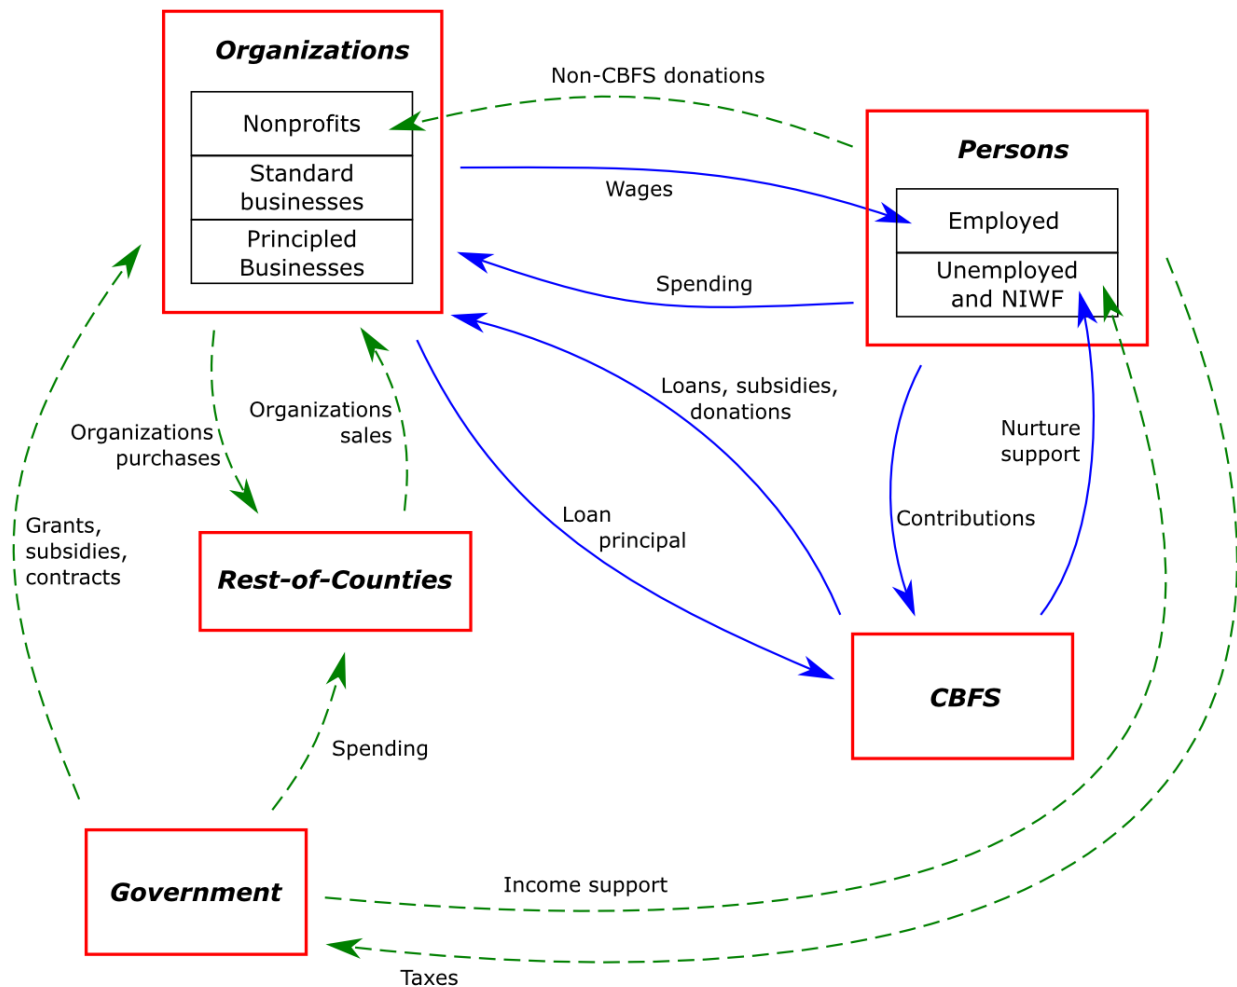 Organizations
Nonprofits
Standard
businesses
Principled
Businesses
Non-CBFS donations
Persons
Employed
Unemployed
and NIWF
Wages
Spending
Loans, subsidies,
donations
Organizations
sales
Organizations
purchases
Nurture
support
Contributions
Loan
principal
Grants,
subsidies,
contracts
Rest-of-Counties
CBFS
Spending
Government
Income support
Taxes